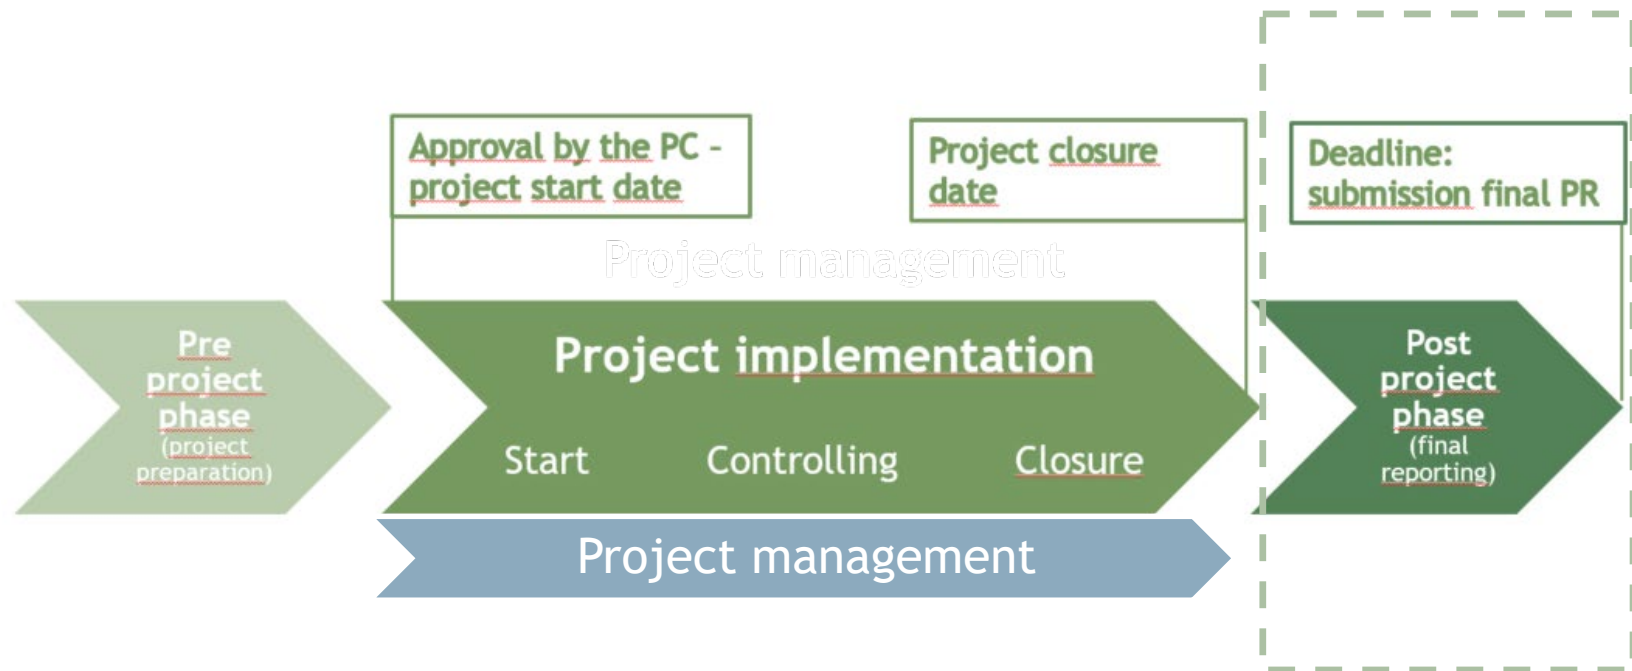 Approval by the PC –
project start date
Project closure
date
Deadline:
submission final PR
Project management
Pre
project
phase
(project
preparation)
Project implementation
Start
Controlling
Closure
Post
project
phase
(final
reporting)
Project management